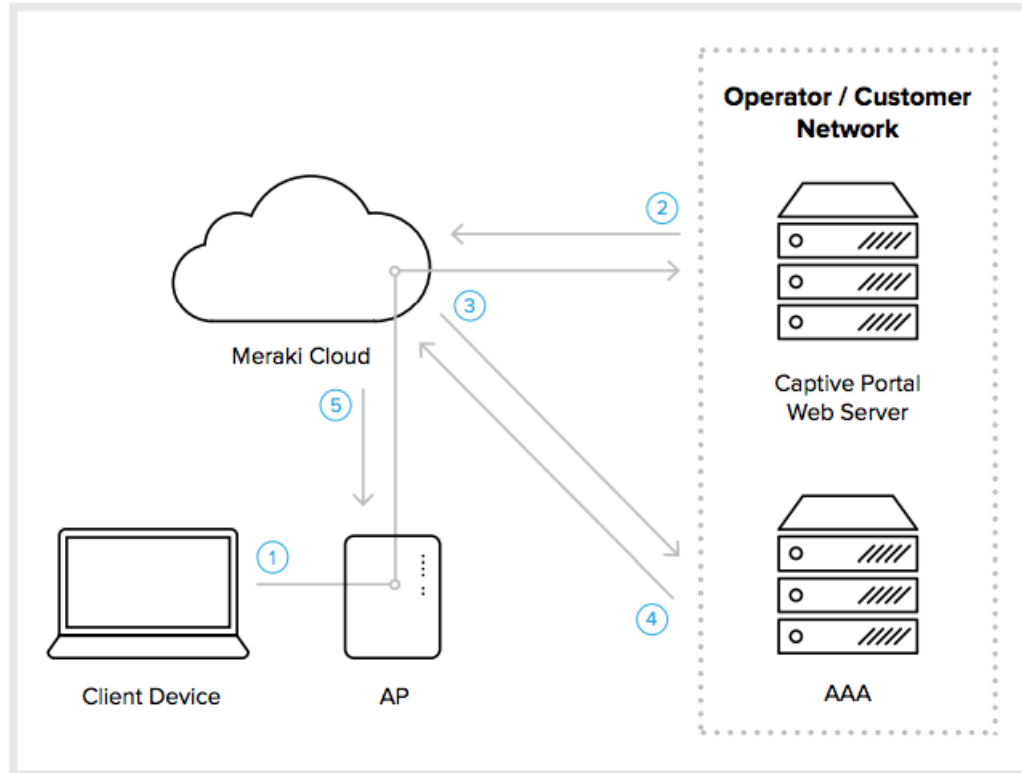 Operator / Customer
Network
2
3
Meraki Cloud
Captive Portal
Web Server
5
1
4
Client Device
AP
AAA